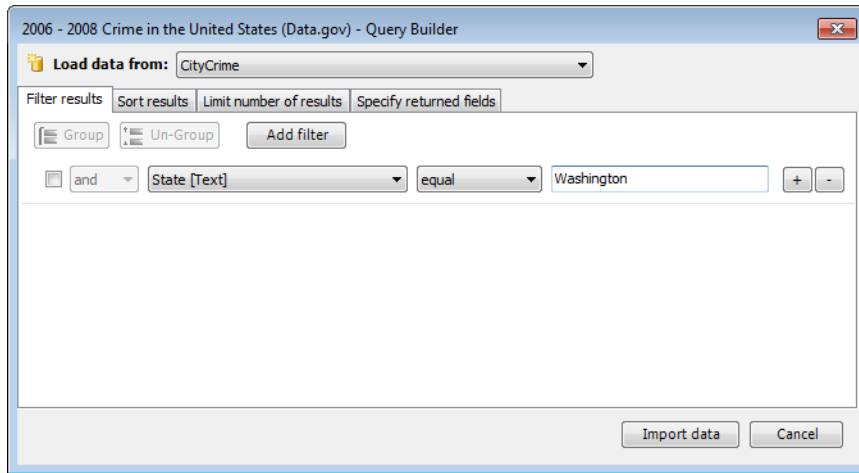 2006 - 2008 Crime in the United States (Data.gov) - Query Builder
Load data from: CityCrime
Filter results Sort results Limit number of results Specify returned fields
Group Un-Group Add filter
and State [Text] equal Washington + -
Import data Cancel